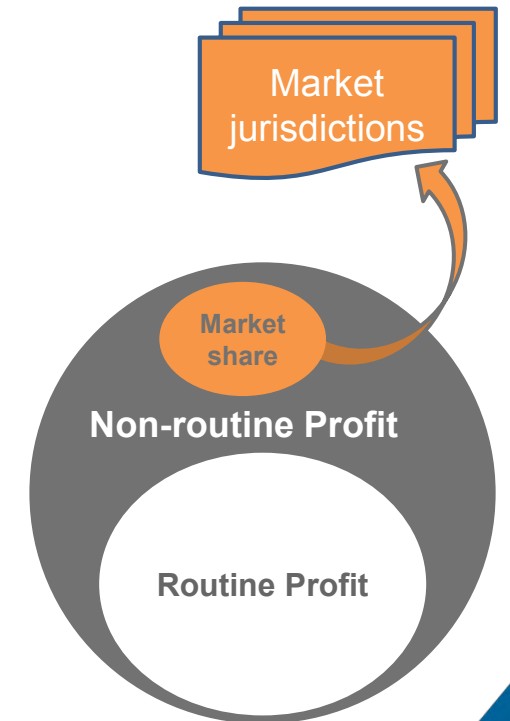 Market
jurisdictions
Market
share
Non-routine Profit
Routine Profit